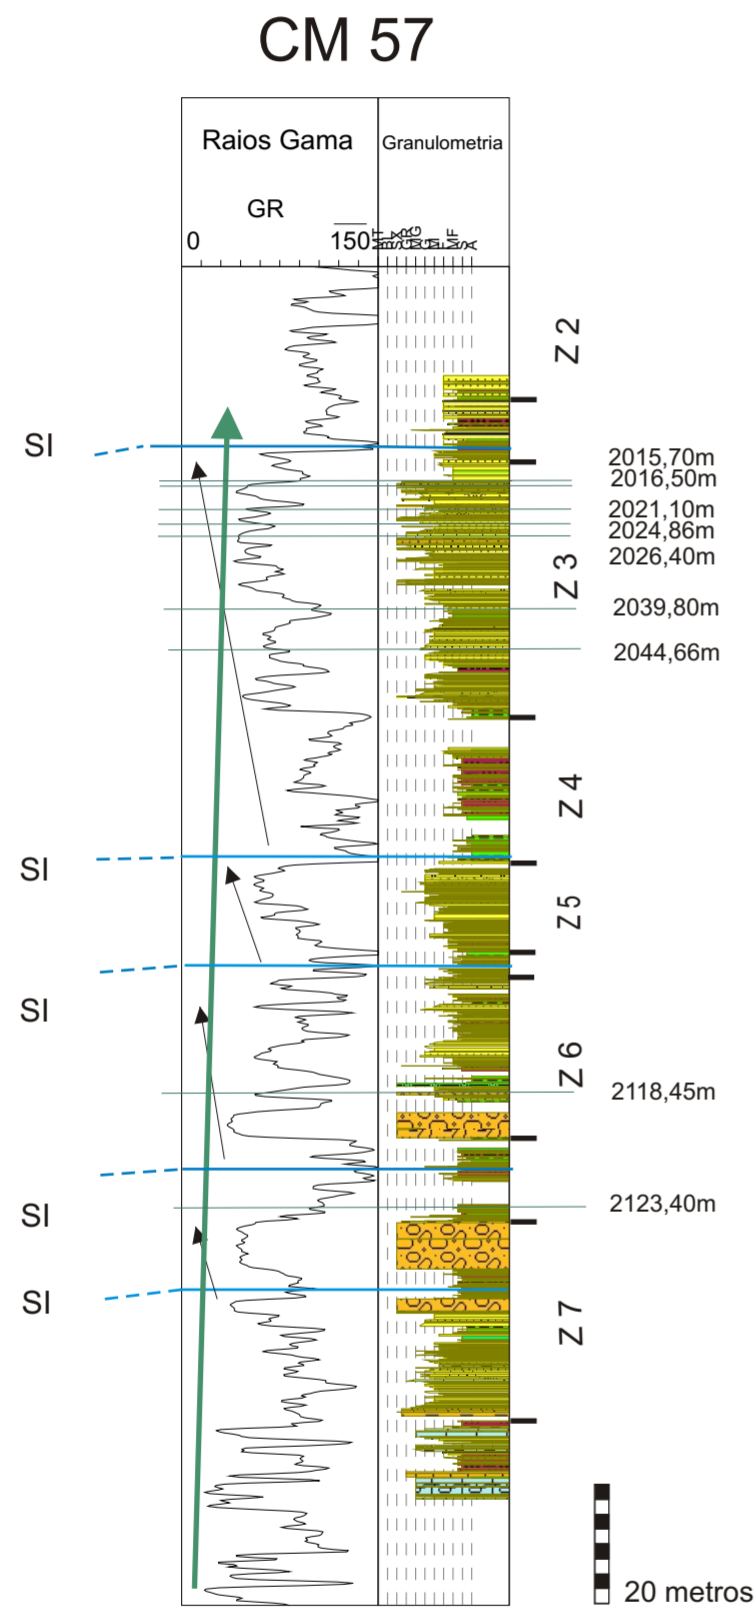 CM 57
Raios Gama
Granulometria
GR
0
150
Z 2
SI
2015,70m
2016,50m
2021,10m
2024,86m
2026,40m
Z 3
2039,80m
2044,66m
Z 4
SI
Z 5
SI
Z 6
2118,45m
2123,40m
SI
SI
Z 7
20 metros